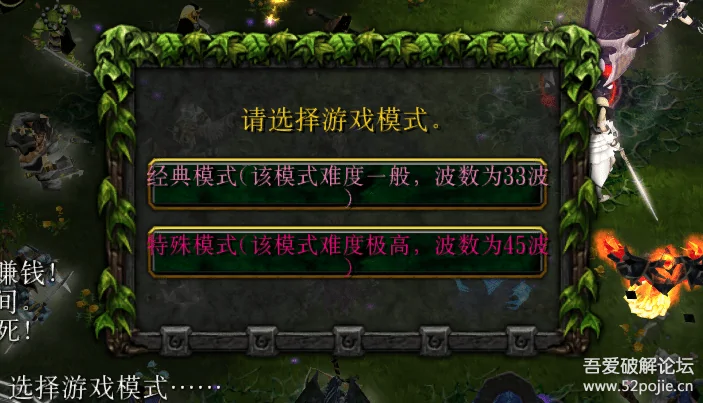 请选择游戏模式。
经典模式(该模式难度一般，波数为33波
)
特殊模式(该模式难度极高，波数为45波
)
赚钱!
间。
死!
选择游戏模式……
吾爱破解论坛
www.52pojie.cn